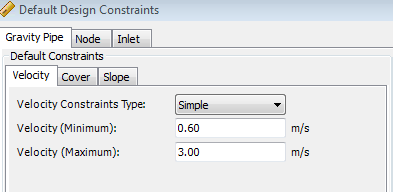 Default Design Constraints
Gravity Pipe Node Inlet
Default Constraints
Velocity Cover Slope
Velocity Constraints Type: Simple
Velocity (Minimum): 0.60 m/s
Velocity (Maximum): 3.00 m/s